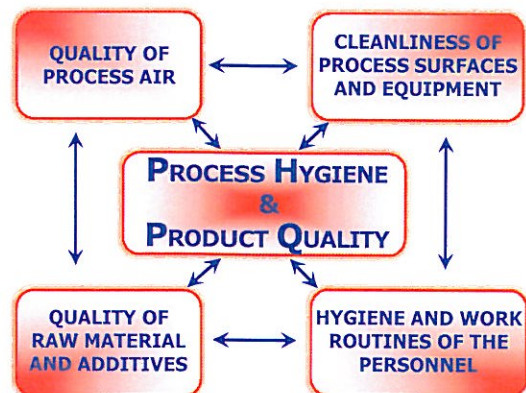 QUALITY OF
PROCESS AIR
CLEANLINESS OF
PROCESS SURFACES
AND EQUIPMENT
PROCESS HYGIENE
&
PRODUCT QUALITY
QUALITY OF
RAW MATERIAL
AND ADDITIVES
HYGIENE AND WORK
ROUTINES OF THE
PERSONNEL